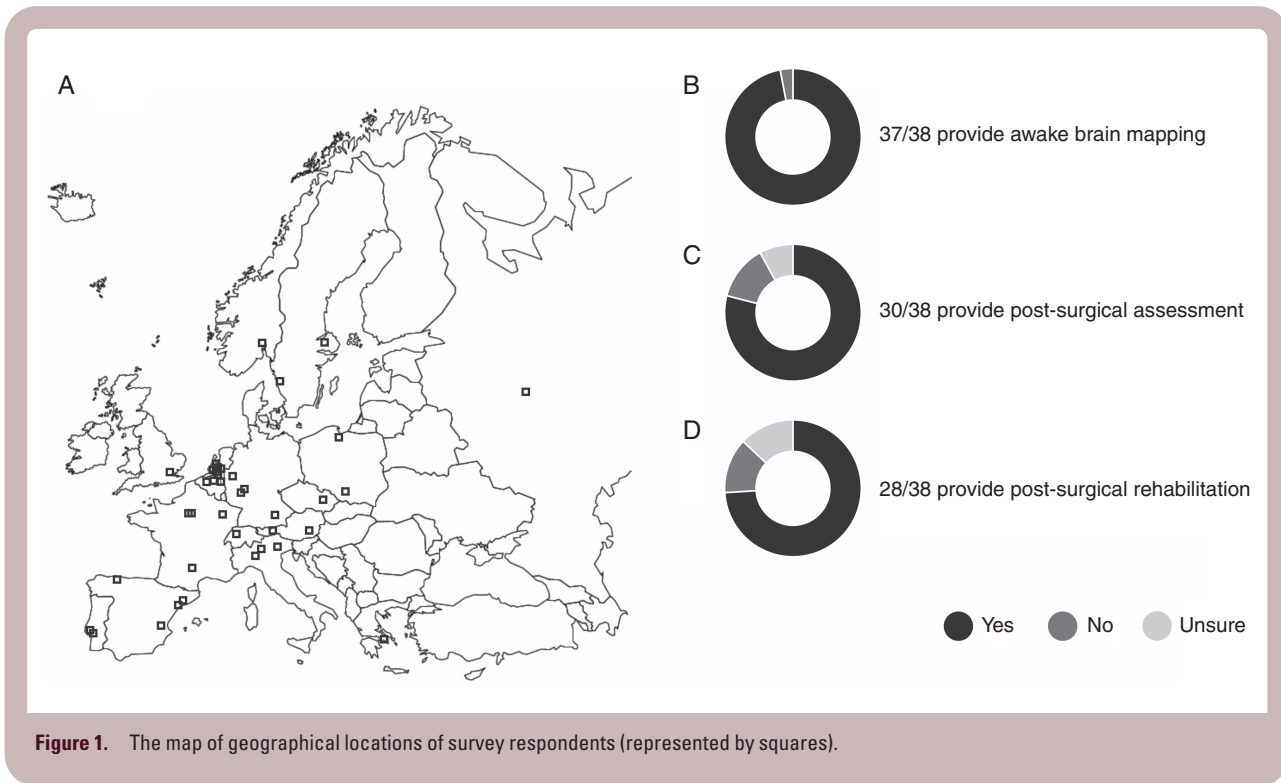 A
B
37/38 provide awake brain mapping
C
30/38 provide post-surgical assessment
D
28/38 provide post-surgical rehabilitation
Yes No Unsure
Figure 1. The map of geographical locations of survey respondents (represented by squares).